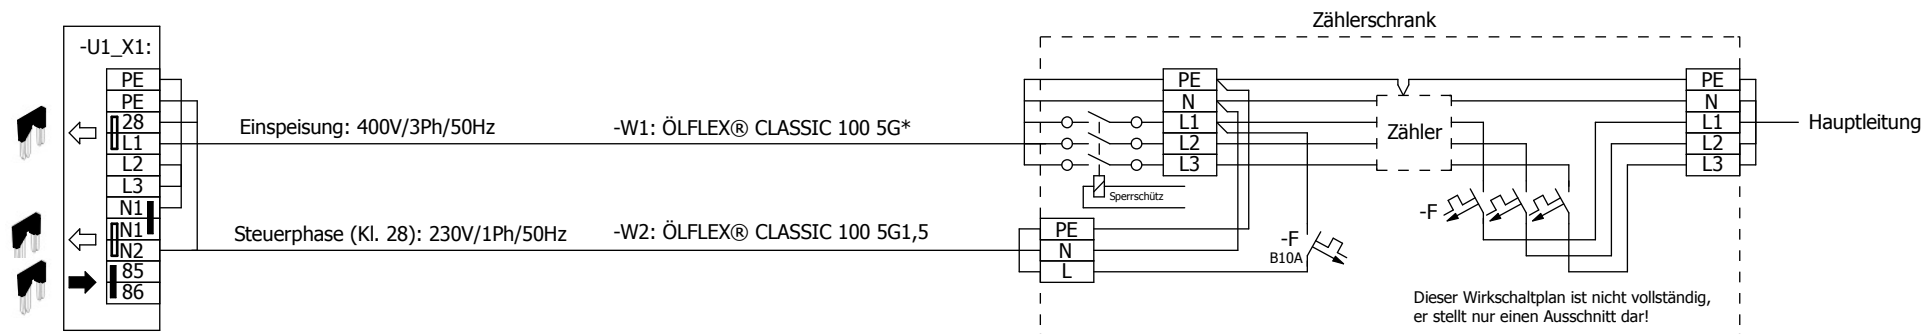 Zählerschrank
-U1_X1:
PE
PE
28
L1
L2
L3
N1
N1
N2
85
86
Einspeisung: 400V/3Ph/50Hz
-W1: ÖLFLEX® CLASSIC 100 5G*
Steuerphase (Kl. 28): 230V/1Ph/50Hz
-W2: ÖLFLEX® CLASSIC 100 5G1,5
PE
N
L1
L2
L3
Sperrschütz
PE
N
L
-F
B10A
Zähler
-F
PE
N
L1
L2
L3
Hauptleitung
Dieser Wirkschaltplan ist nicht vollständig,
er stellt nur einen Ausschnitt dar!